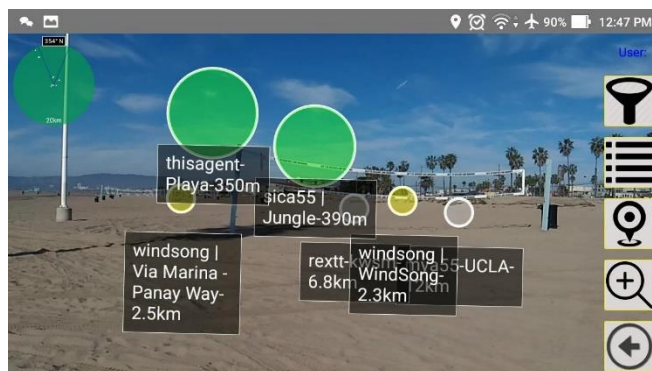 90% 12:47 PM
354° N
User:
20km
thisagent-
Playa-350m
sica55 |
Jungle-390m
windsong |
Via Marina -
Panay Way-
2.5km
rextt-
6.8km
windsong |
WindSong-
2.3km
-UCLA-